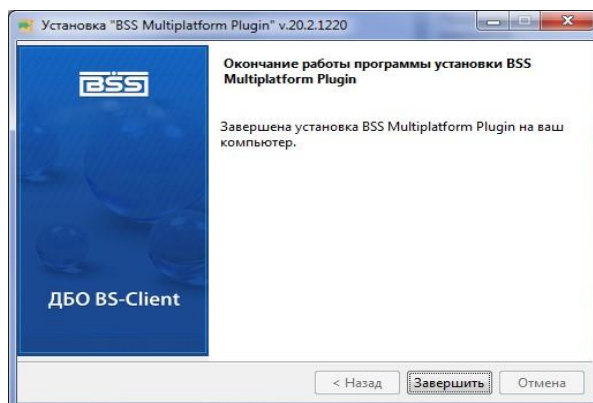 Установка "BSS Multiplatform Plugin" v.20.2.1220
BSS
Окончание работы программы установки BSS
Multiplatform Plugin
Завершена установка BSS Multiplatform Plugin на ваш
компьютер.
ДБО BS-Client
< Назад
Завершить
Отмена